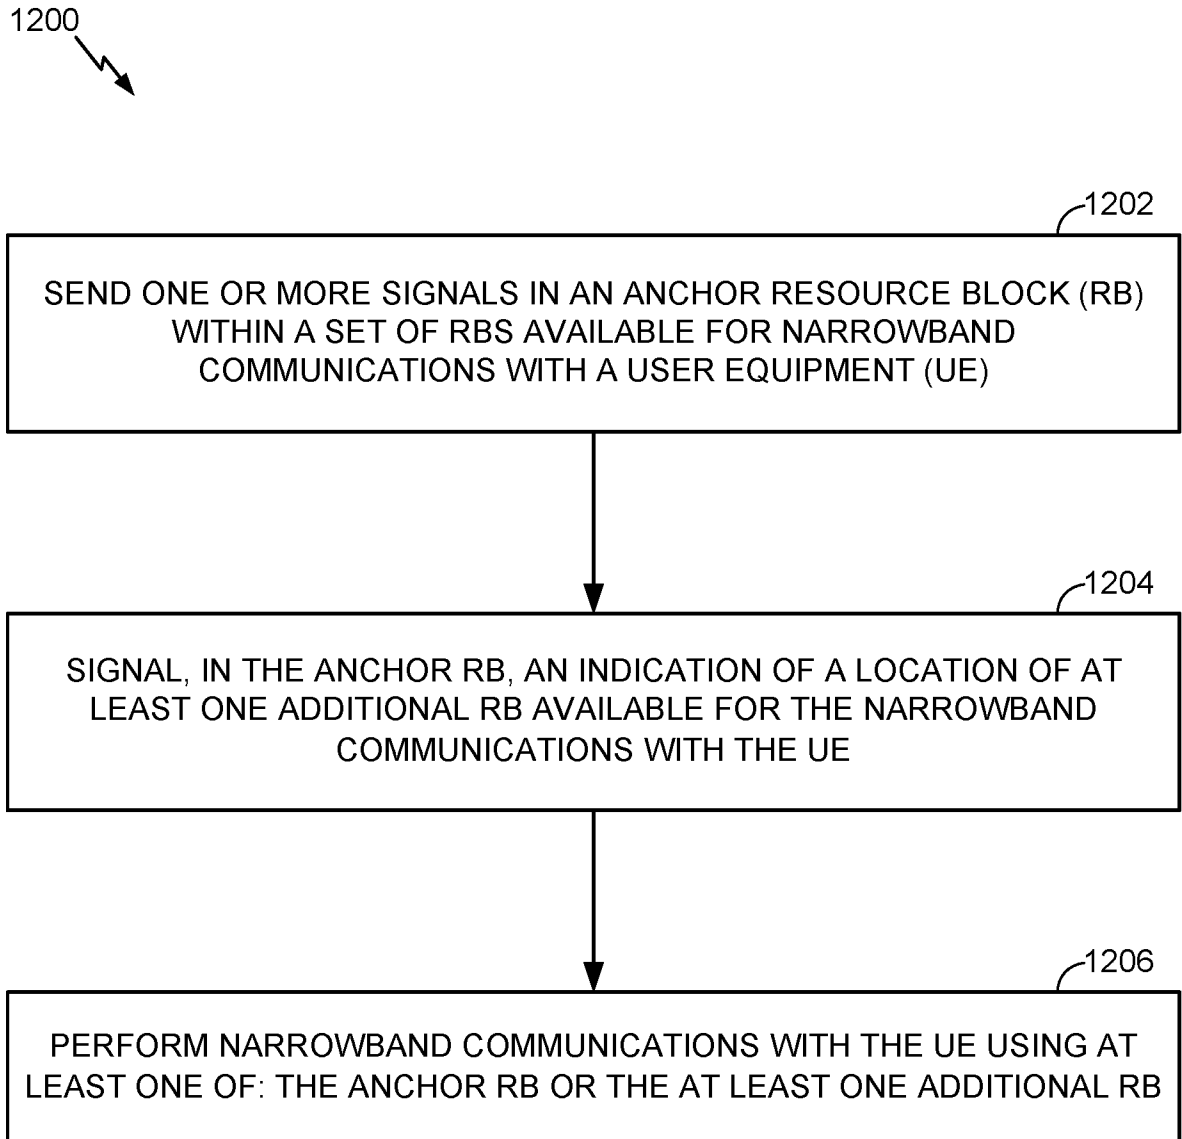 1200
1202
SEND ONE OR MORE SIGNALS IN AN ANCHOR RESOURCE BLOCK (RB)
WITHIN A SET OF RBS AVAILABLE FOR NARROWBAND
COMMUNICATIONS WITH A USER EQUIPMENT (UE)
1204
SIGNAL, IN THE ANCHOR RB, AN INDICATION OF A LOCATION OF AT
LEAST ONE ADDITIONAL RB AVAILABLE FOR THE NARROWBAND
COMMUNICATIONS WITH THE UE
1206
PERFORM NARROWBAND COMMUNICATIONS WITH THE UE USING AT
LEAST ONE OF: THE ANCHOR RB OR THE AT LEAST ONE ADDITIONAL RB